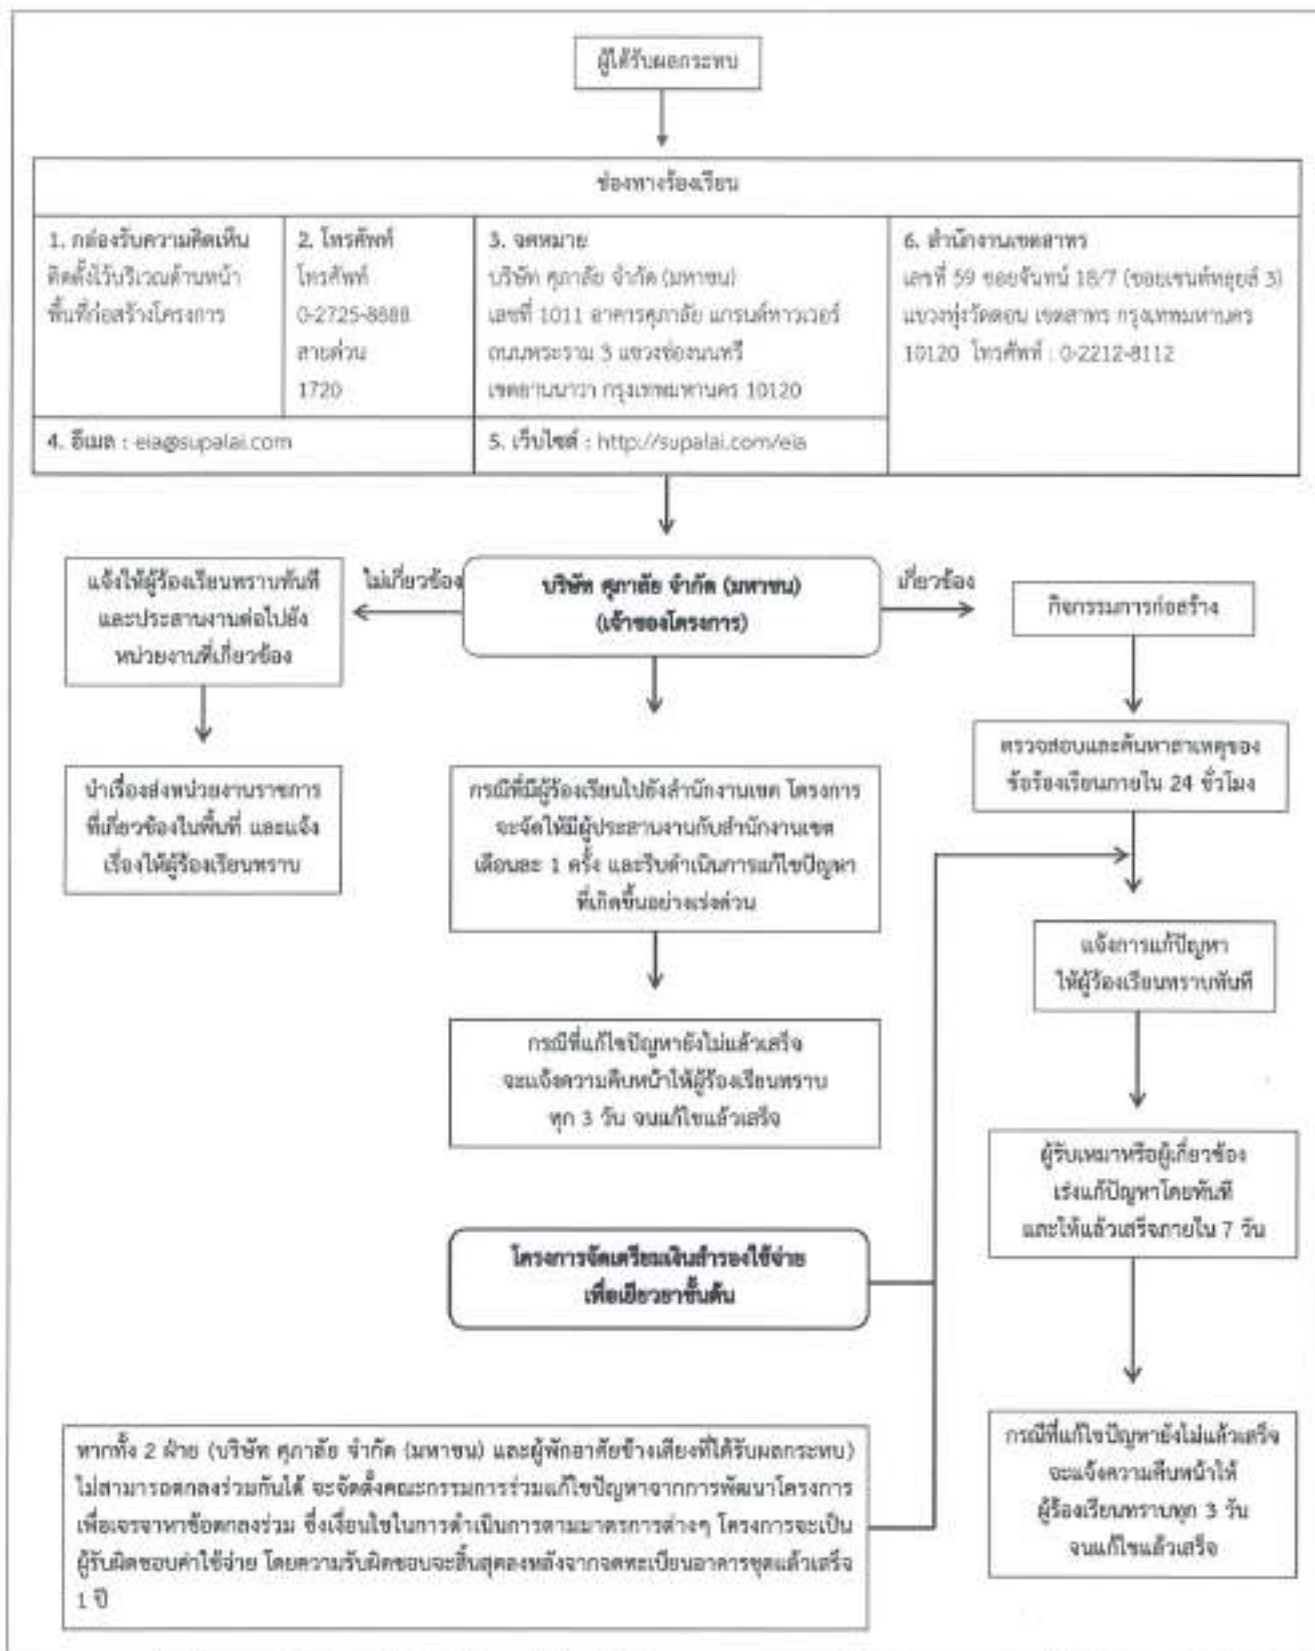 ผู้ได้รับผลกระทบ
ช่องทางร้องเรียน
1. กล่องรับความคิดเห็น
ติดตั้งไว้บริเวณด้านหน้า
พื้นที่ก่อสร้างโครงการ
2. โทรศัพท์
โทรศัพท์
0-2725-8888
สายด่วน
1720
3. จดหมาย
บริษัท ศุภาลัย จำกัด (มหาชน)
เลขที่ 1011 อาคารศุภาลัย แกรนด์ทาวเวอร์
ถนนพระราม 3 แขวงช่องนนทรี
เขตยานนาวา กรุงเทพมหานคร 10120
6. สำนักงานเขตสาทร
เลขที่ 59 ซอยจันทน์ 18/7 (ซอยเซนต์หลุยส์ 3)
แขวงทุ่งวัดดอน เขตสาทร กรุงเทพมหานคร
10120 โทรศัพท์ : 0-2212-8112
4. อีเมล : eia@supalai.com
5. เว็บไซต์ : http://supalai.com/eia
แจ้งให้ผู้ร้องเรียนทราบทันที
และประสานงานต่อไปยัง
หน่วยงานที่เกี่ยวข้อง
ไม่เกี่ยวข้อง
บริษัท ศุภาลัย จำกัด (มหาชน)
(เจ้าของโครงการ)
เกี่ยวข้อง
กิจกรรมการก่อสร้าง
นำเรื่องส่งหน่วยงานราชการ
ที่เกี่ยวข้องในพื้นที่ และแจ้ง
เรื่องให้ผู้ร้องเรียนทราบ
กรณีที่มีผู้ร้องเรียนไปยังสำนักงานเขต โครงการ
จะจัดให้มีผู้ประสานงานกับสำนักงานเขต
เดือนละ 1 ครั้ง และรีบดำเนินการแก้ไขปัญหา
ที่เกิดขึ้นอย่างเร่งด่วน
ตรวจสอบและค้นหาสาเหตุของ
ข้อร้องเรียนภายใน 24 ชั่วโมง
แจ้งการแก้ปัญหา
ให้ผู้ร้องเรียนทราบทันที
กรณีที่แก้ไขปัญหายังไม่แล้วเสร็จ
จะแจ้งความคืบหน้าให้ผู้ร้องเรียนทราบ
ทุก 3 วัน จนแก้ไขแล้วเสร็จ
ผู้รับเหมาหรือผู้เกี่ยวข้อง
เร่งแก้ปัญหาโดยทันที
และให้แล้วเสร็จภายใน 7 วัน
โครงการจัดเตรียมเงินสำรองใช้จ่าย
เพื่อเยียวยาขั้นต้น
หากทั้ง 2 ฝ่าย (บริษัท ศุภาลัย จำกัด (มหาชน) และผู้พักอาศัยข้างเคียงที่ได้รับผลกระทบ)
ไม่สามารถตกลงร่วมกันได้ จะจัดตั้งคณะกรรมการร่วมแก้ไขปัญหาจากการพัฒนาโครงการ
เพื่อเจรจาหาข้อตกลงร่วม ซึ่งเงื่อนไขในการดำเนินการตามมาตรการต่างๆ โครงการจะเป็น
ผู้รับผิดชอบค่าใช้จ่าย โดยความรับผิดชอบจะสิ้นสุดลงหลังจากจดทะเบียนอาคารชุดแล้วเสร็จ
1 ปี
กรณีที่แก้ไขปัญหายังไม่แล้วเสร็จ
จะแจ้งความคืบหน้าให้
ผู้ร้องเรียนทราบทุก 3 วัน
จนแก้ไขแล้วเสร็จ